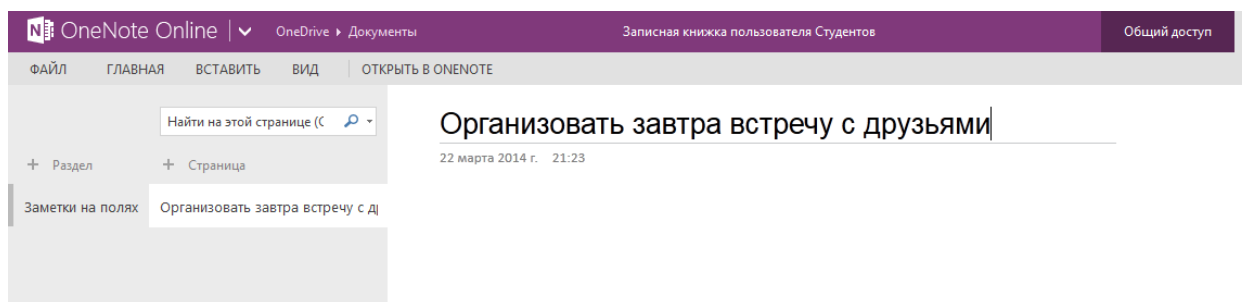 OneNote Online OneDrive Документы Записная книжка пользователя Студентов Общий доступ
ФАЙЛ ГЛАВНАЯ ВСТАВИТЬ ВИД ОТКРЫТЬ В ONENOTE
Найти на этой странице (C
Организовать завтра встречу с друзьями
22 марта 2014 г. 21:23
+ Раздел + Страница
Заметки на полях Организовать завтра встречу с д